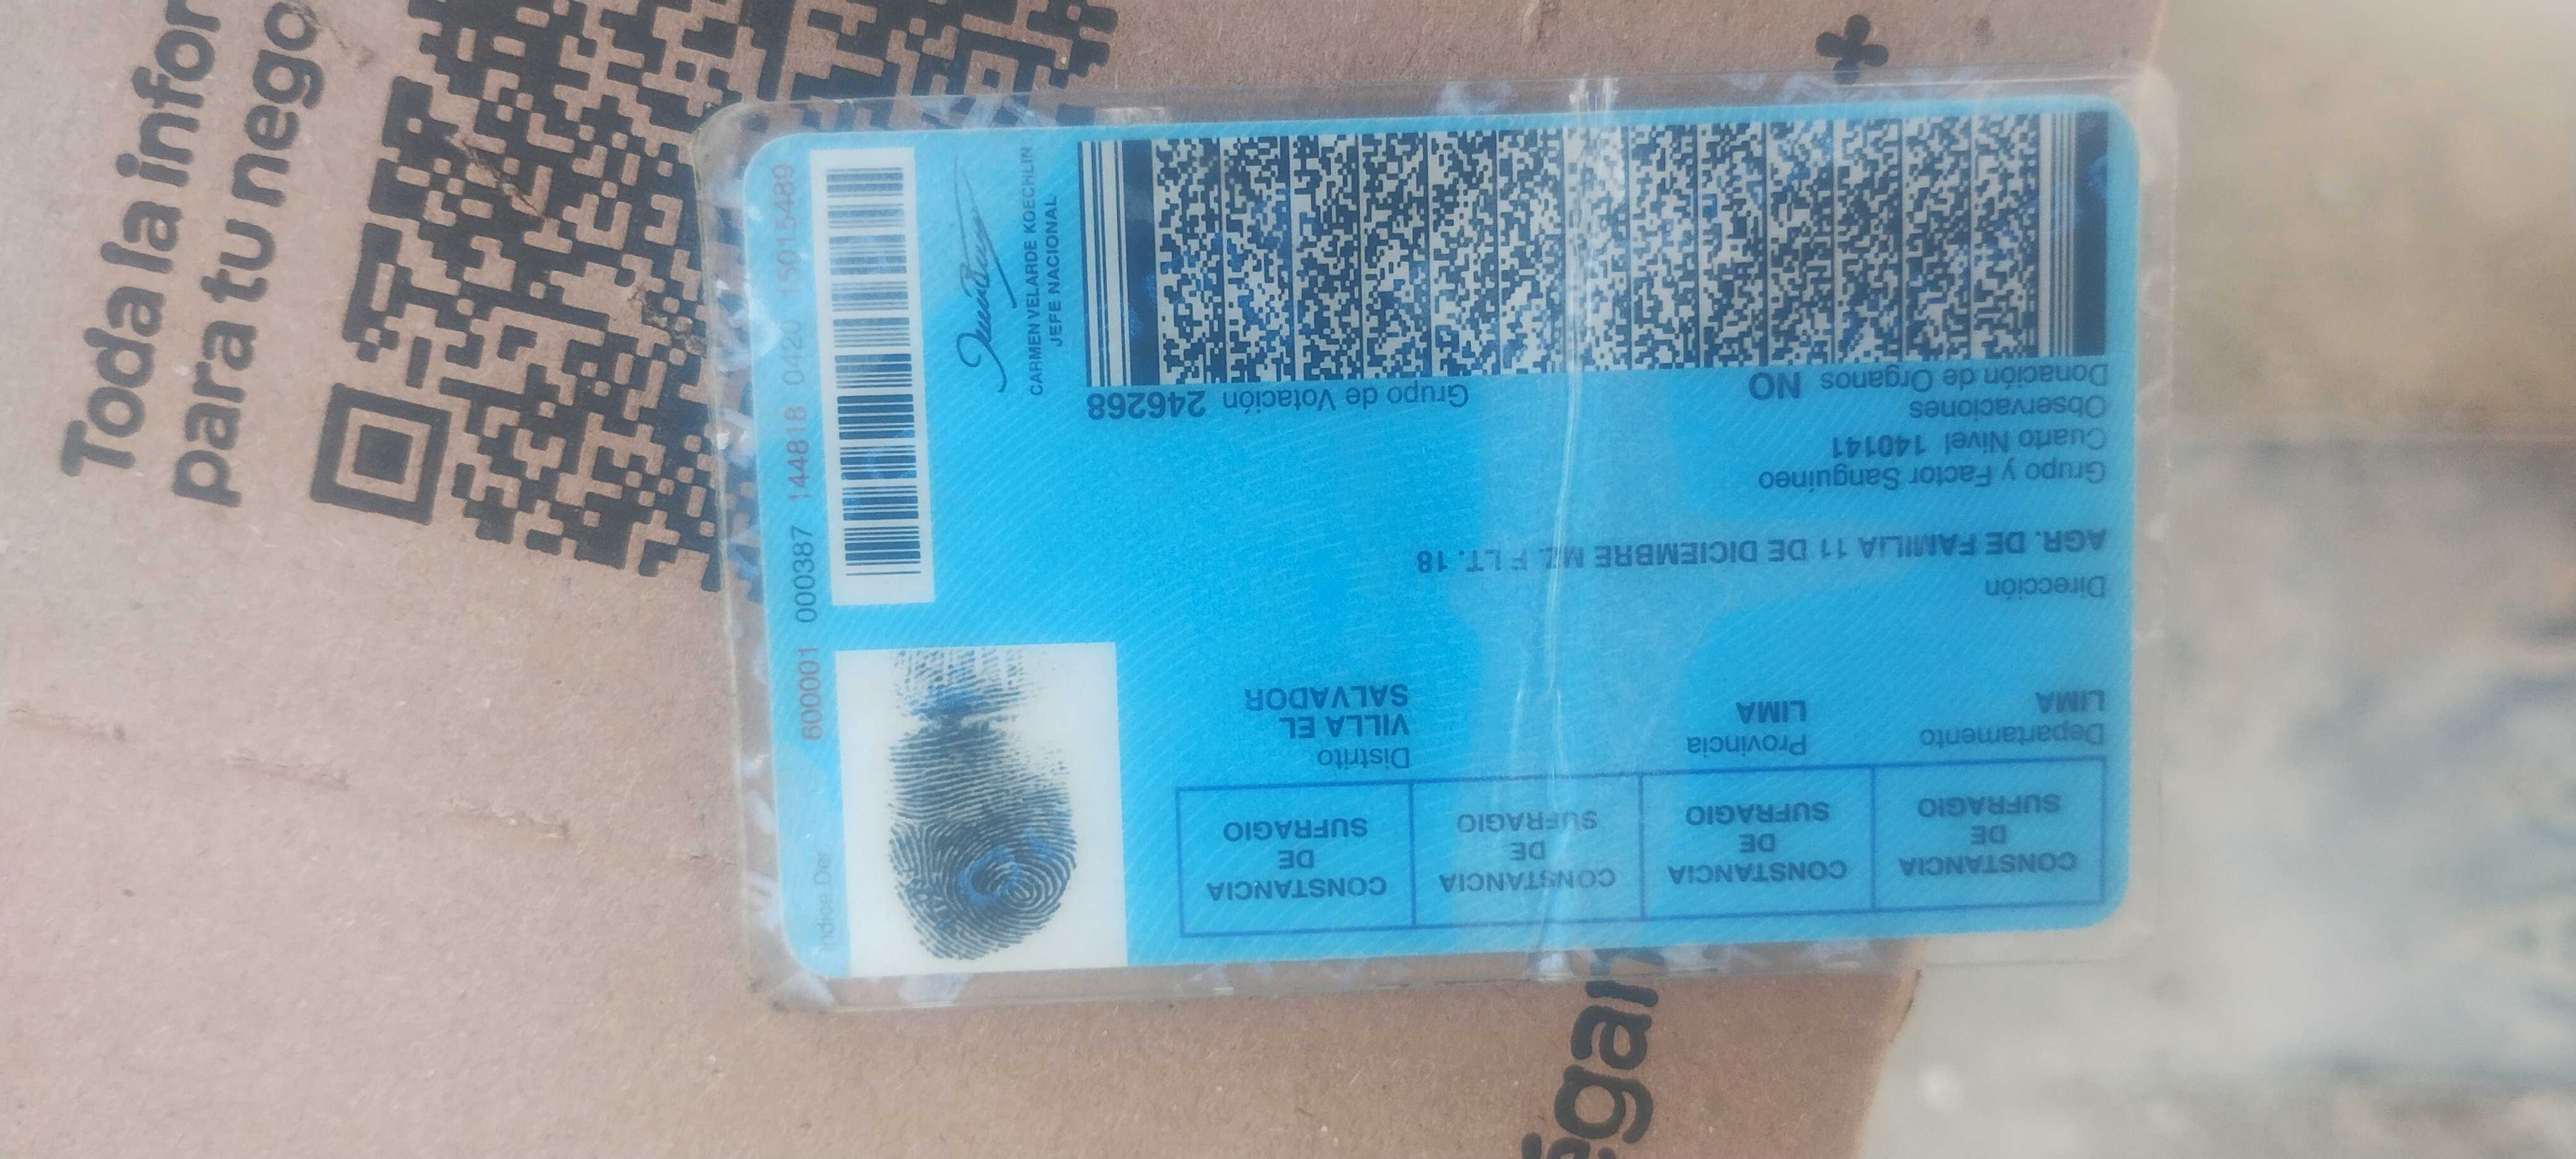 Toda la infor
para tu nego
CONSTANCIA
DE
SUFRAGIO
CONSTANCIA
DE
SUFRAGIO
CONSTANCIA
DE
SUFRAGIO
CONSTANCIA
DE
SUFRAGIO
Departamento
LIMA
Provincia
LIMA
Distrito
VILLA EL
SALVADOR
Dirección
AGR. DE FAMILIA 11 DE DICIEMBRE MZ. F LT. 18
Grupo y Factor Sanguíneo
Cuarto Nivel 140141
Observaciones
Donación de Organos NO
Grupo de Votación 246268
CARMEN VELARDE KOECHLIN
JEFE NACIONAL
600001 000387 144818 0420 15015489